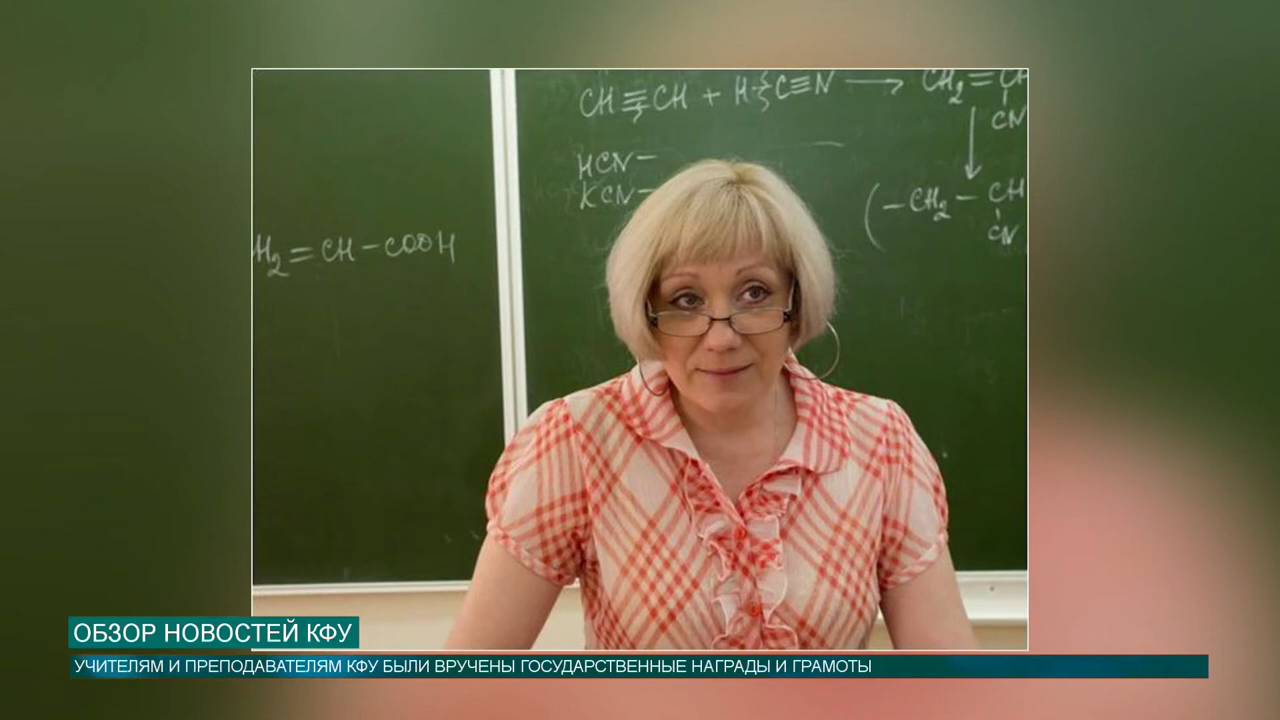 CH≡CH + H-C≡N ⟶ CH₂=CH
CN
HCN–
KCN–
(–CH₂–CH
CN
H₂=CH–COOH
ОБЗОР НОВОСТЕЙ КФУ
УЧИТЕЛЯМ И ПРЕПОДАВАТЕЛЯМ КФУ БЫЛИ ВРУЧЕНЫ ГОСУДАРСТВЕННЫЕ НАГРАДЫ И ГРАМОТЫ